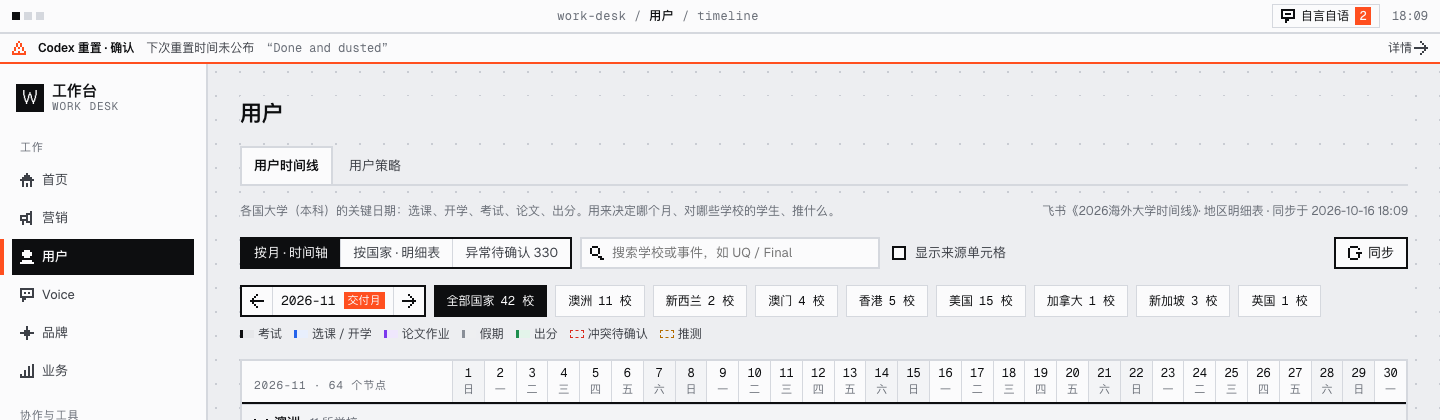 work-desk / 用户 / timeline
自言自语 2
18:09
Codex 重置·确认 下次重置时间未公布 “Done and dusted”
详情
W 工作台
WORK DESK
工作
首页
营销
用户
Voice
品牌
业务
协作与工具
用户
用户时间线 用户策略
各国大学（本科）的关键日期：选课、开学、考试、论文、出分。用来决定哪个月、对哪些学校的学生、推什么。
飞书《2026海外大学时间线》· 地区明细表 · 同步于 2026-10-16 18:09
按月·时间轴 按国家·明细表 异常待确认 330
搜索学校或事件，如 UQ / Final
显示来源单元格
同步
2026-11 交付月
全部国家 42 校 澳洲 11 校 新西兰 2 校 澳门 4 校 香港 5 校 美国 15 校 加拿大 1 校 新加坡 3 校 英国 1 校
考试 选课 / 开学 论文作业 假期 出分 冲突待确认 推测
2026-11 · 64 个节点
1 2 3 4 5 6 7 8 9 10 11 12 13 14 15 16 17 18 19 20 21 22 23 24 25 26 27 28 29 30
日 一 二 三 四 五 六 日 一 二 三 四 五 六 日 一 二 三 四 五 六 日 一 二 三 四 五 六 日 一